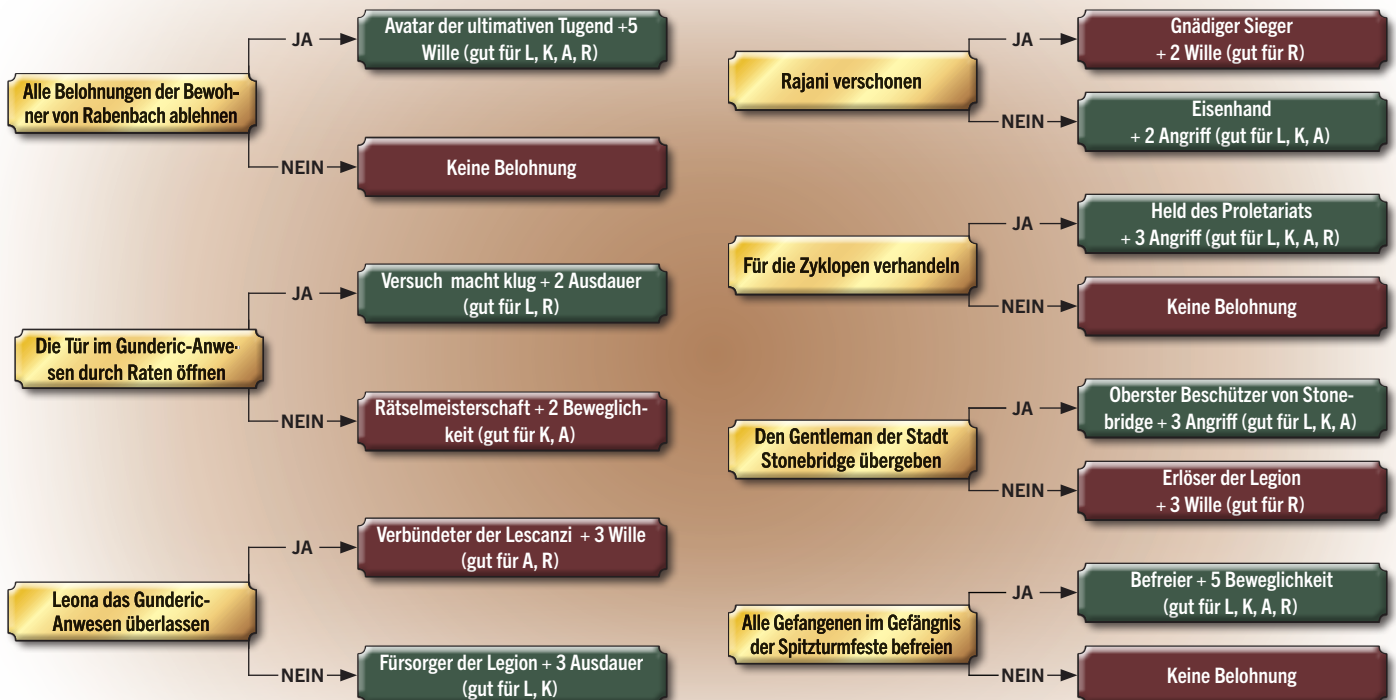 Alle Belohnungen der Bewoh-
ner von Rabenbach ablehnen
JA
Avatar der ultimativen Tugend +5
Wille (gut für L, K, A, R)
NEIN
Keine Belohnung
Die Tür im Gunderic-Anwe-
sen durch Raten öffnen
JA
Versuch macht klug + 2 Ausdauer
(gut für L, R)
NEIN
Rätselmeisterschaft + 2 Beweglich-
keit (gut für K, A)
Leona das Gunderic-
Anwesen überlassen
JA
Verbündeter der Lescanzi + 3 Wille
(gut für A, R)
NEIN
Fürsorger der Legion + 3 Ausdauer
(gut für L, K)
Rajani verschonen
JA
Gnädiger Sieger
+ 2 Wille (gut für R)
NEIN
Eisenhand
+ 2 Angriff (gut für L, K, A)
Für die Zyklopen verhandeln
JA
Held des Proletariats
+ 3 Angriff (gut für L, K, A, R)
NEIN
Keine Belohnung
Den Gentleman der Stadt
Stonebridge übergeben
JA
Oberster Beschützer von Stone-
bridge + 3 Angriff (gut für L, K, A)
NEIN
Erlöser der Legion
+ 3 Wille (gut für R)
Alle Gefangenen im Gefängnis
der Spitzturmfeste befreien
JA
Befreier + 5 Beweglichkeit
(gut für L, K, A, R)
NEIN
Keine Belohnung